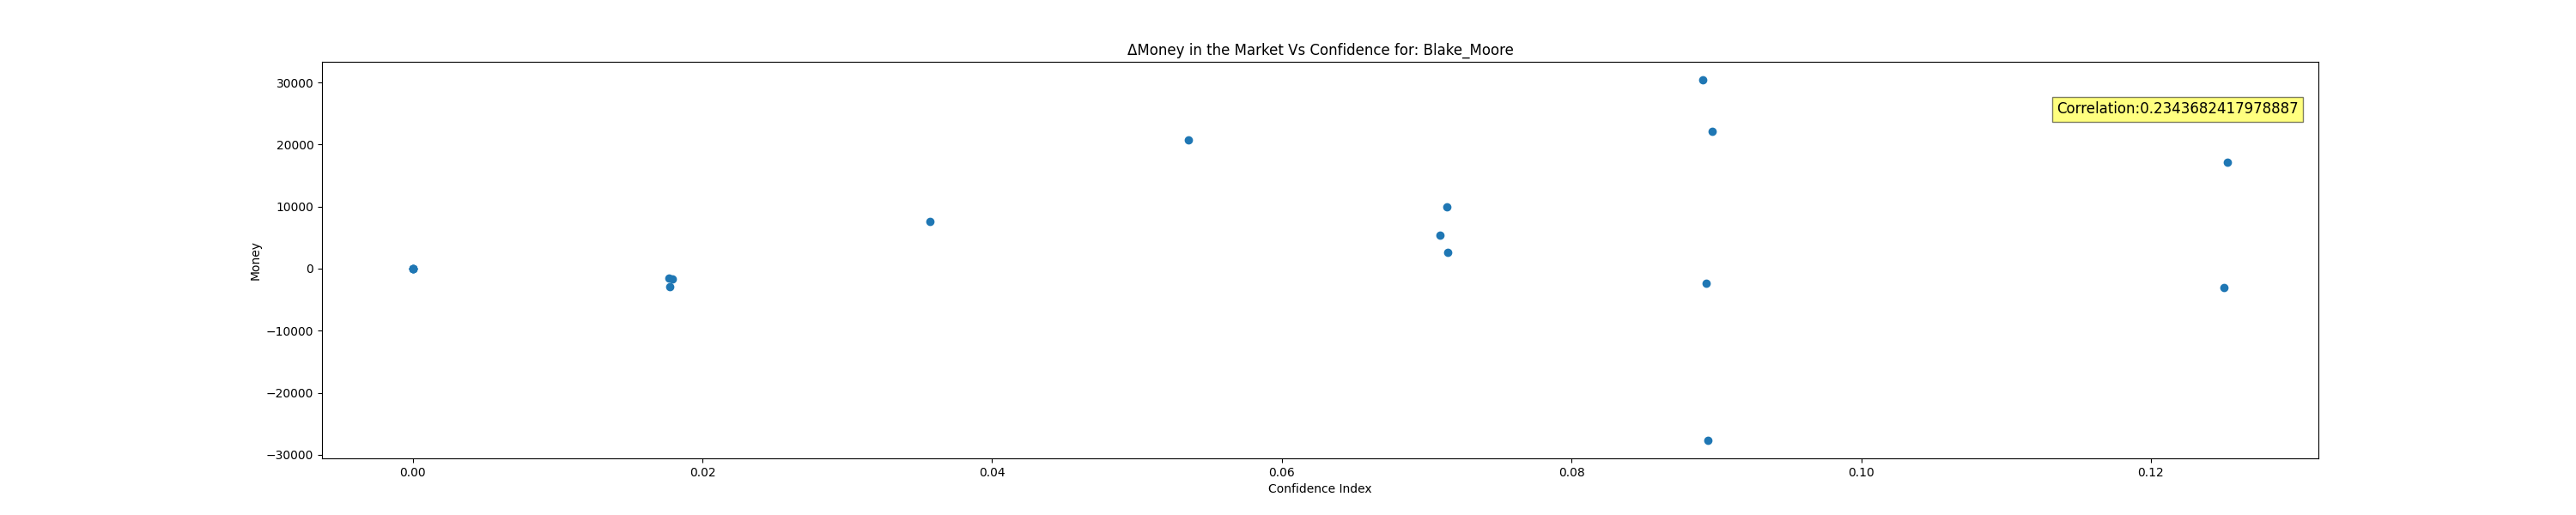 ΔMoney in the Market Vs Confidence for: Blake_Moore
30000
20000
10000
0
−10000
−20000
−30000
Money
Correlation:0.2343682417978887
0.00 0.02 0.04 0.06 0.08 0.10 0.12
Confidence Index